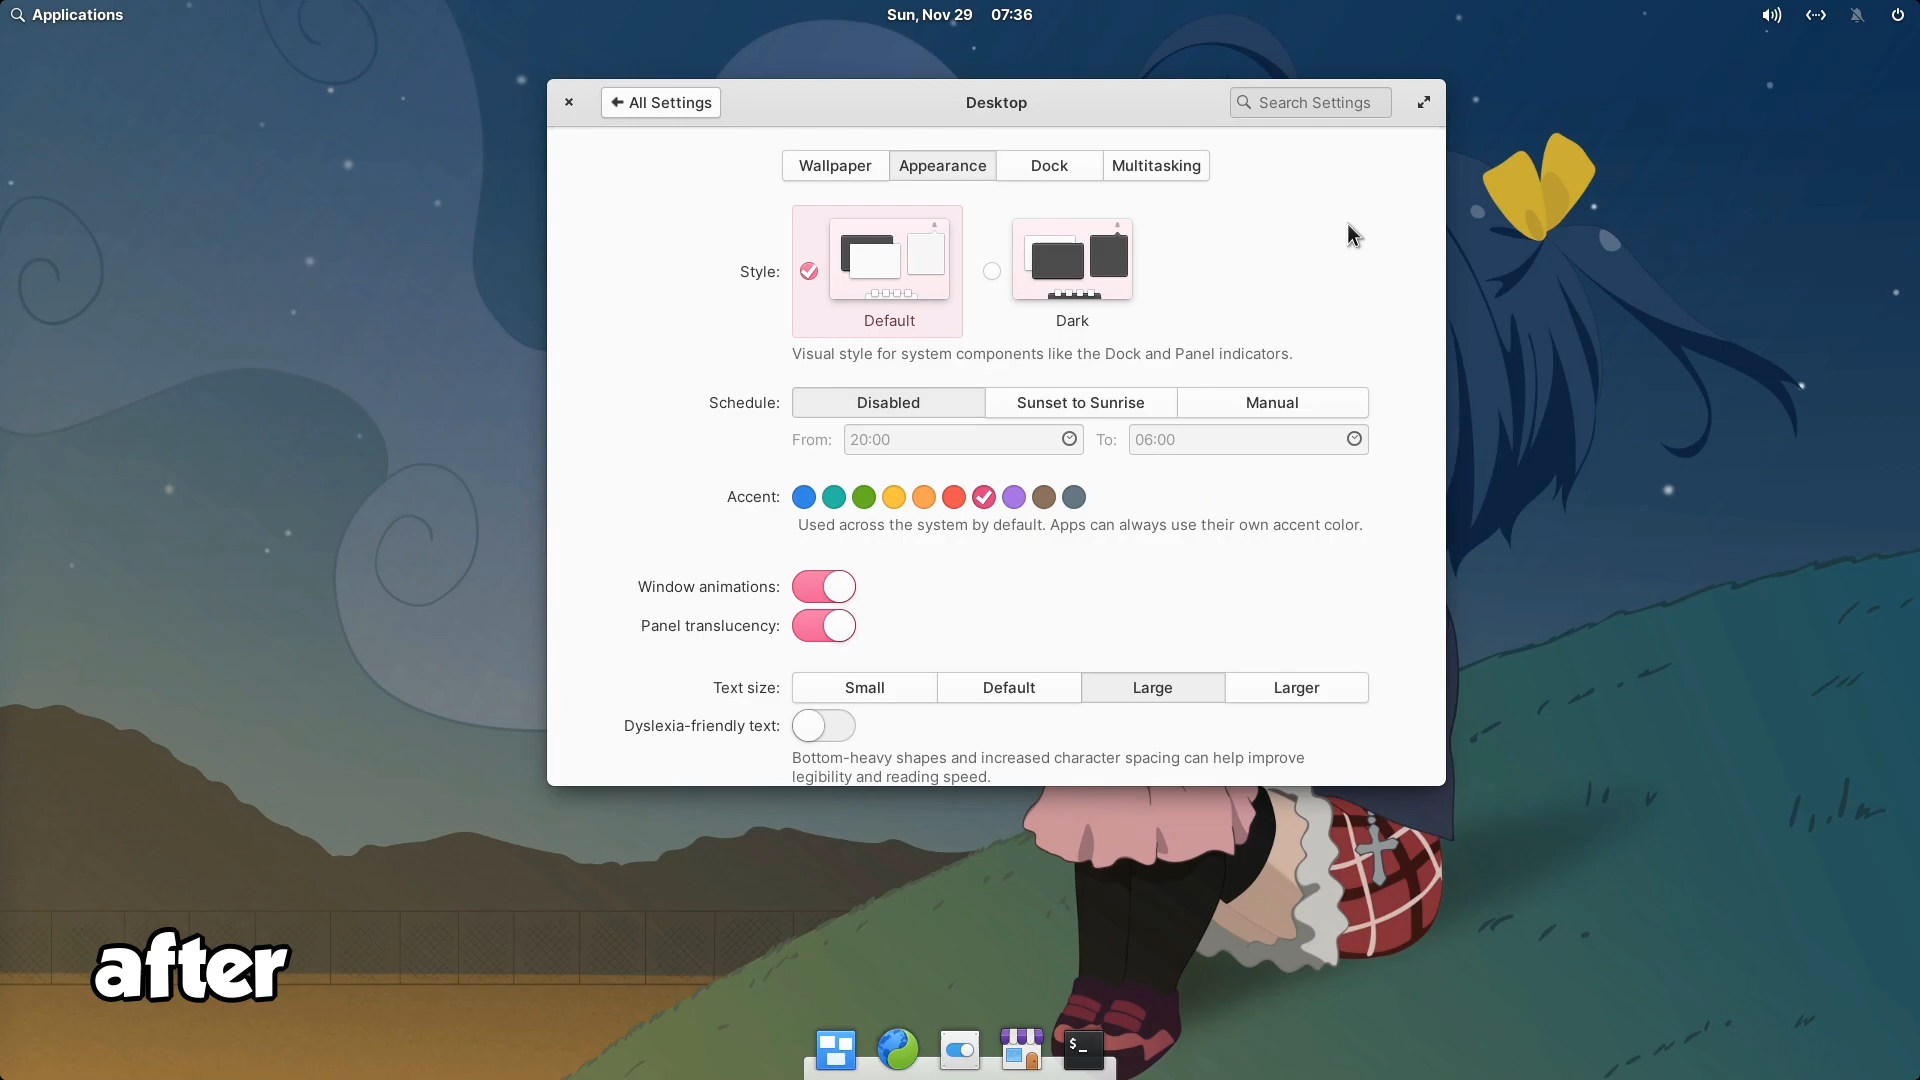 Applications
Sun, Nov 29 07:36
All Settings
Desktop
Search Settings
Wallpaper
Appearance
Dock
Multitasking
Style:
Default
Dark
Visual style for system components like the Dock and Panel indicators.
Schedule:
Disabled
Sunset to Sunrise
Manual
From:
20:00
To:
06:00
Accent:
Used across the system by default. Apps can always use their own accent color.
Window animations:
Panel translucency:
Text size:
Small
Default
Large
Larger
Dyslexia-friendly text:
Bottom-heavy shapes and increased character spacing can help improve
legibility and reading speed.
after
$_